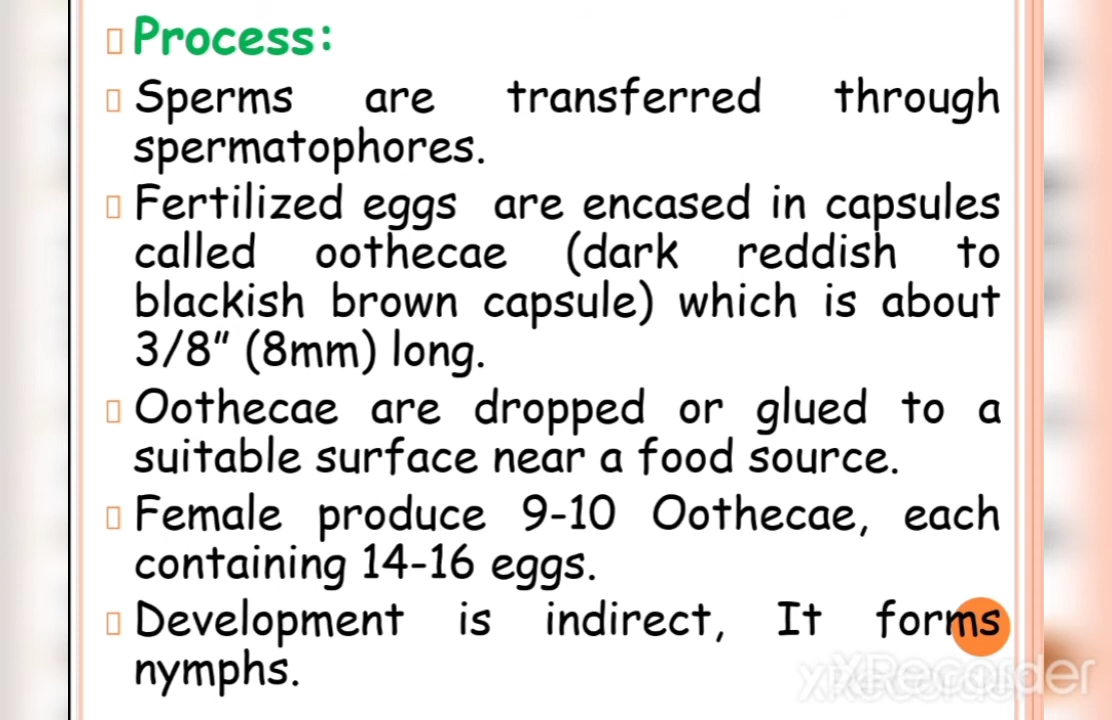 Process:
Sperms are transferred through
spermatophores.
Fertilized eggs are encased in capsules
called oothecae (dark reddish to
blackish brown capsule) which is about
3/8" (8mm) long.
Oothecae are dropped or glued to a
suitable surface near a food source.
Female produce 9-10 Oothecae, each
containing 14-16 eggs.
Development is indirect, It forms
nymphs.
XRecorder